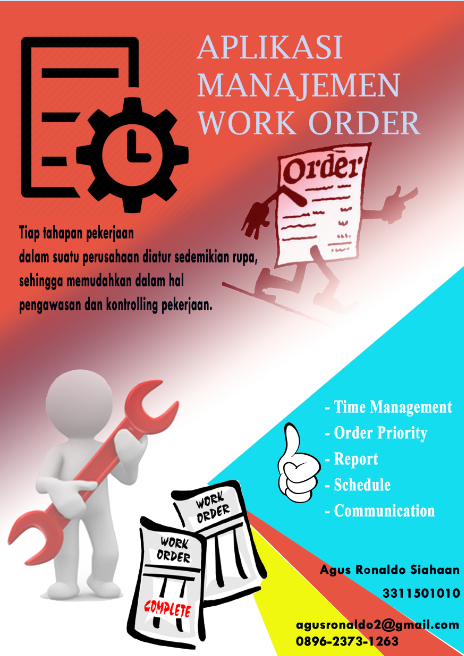 APLIKASI
MANAJEMEN
WORK ORDER
Order
Tiap tahapan pekerjaan
dalam suatu perusahaan diatur sedemikian rupa,
sehingga memudahkan dalam hal
pengawasan dan kontrolling pekerjaan.
- Time Management
- Order Priority
- Report
- Schedule
- Communication
WORK
ORDER
WORK
ORDER
COMPLETE
Agus Ronaldo Siahaan
3311501010
agusronaldo2@gmail.com
0896-2373-1263